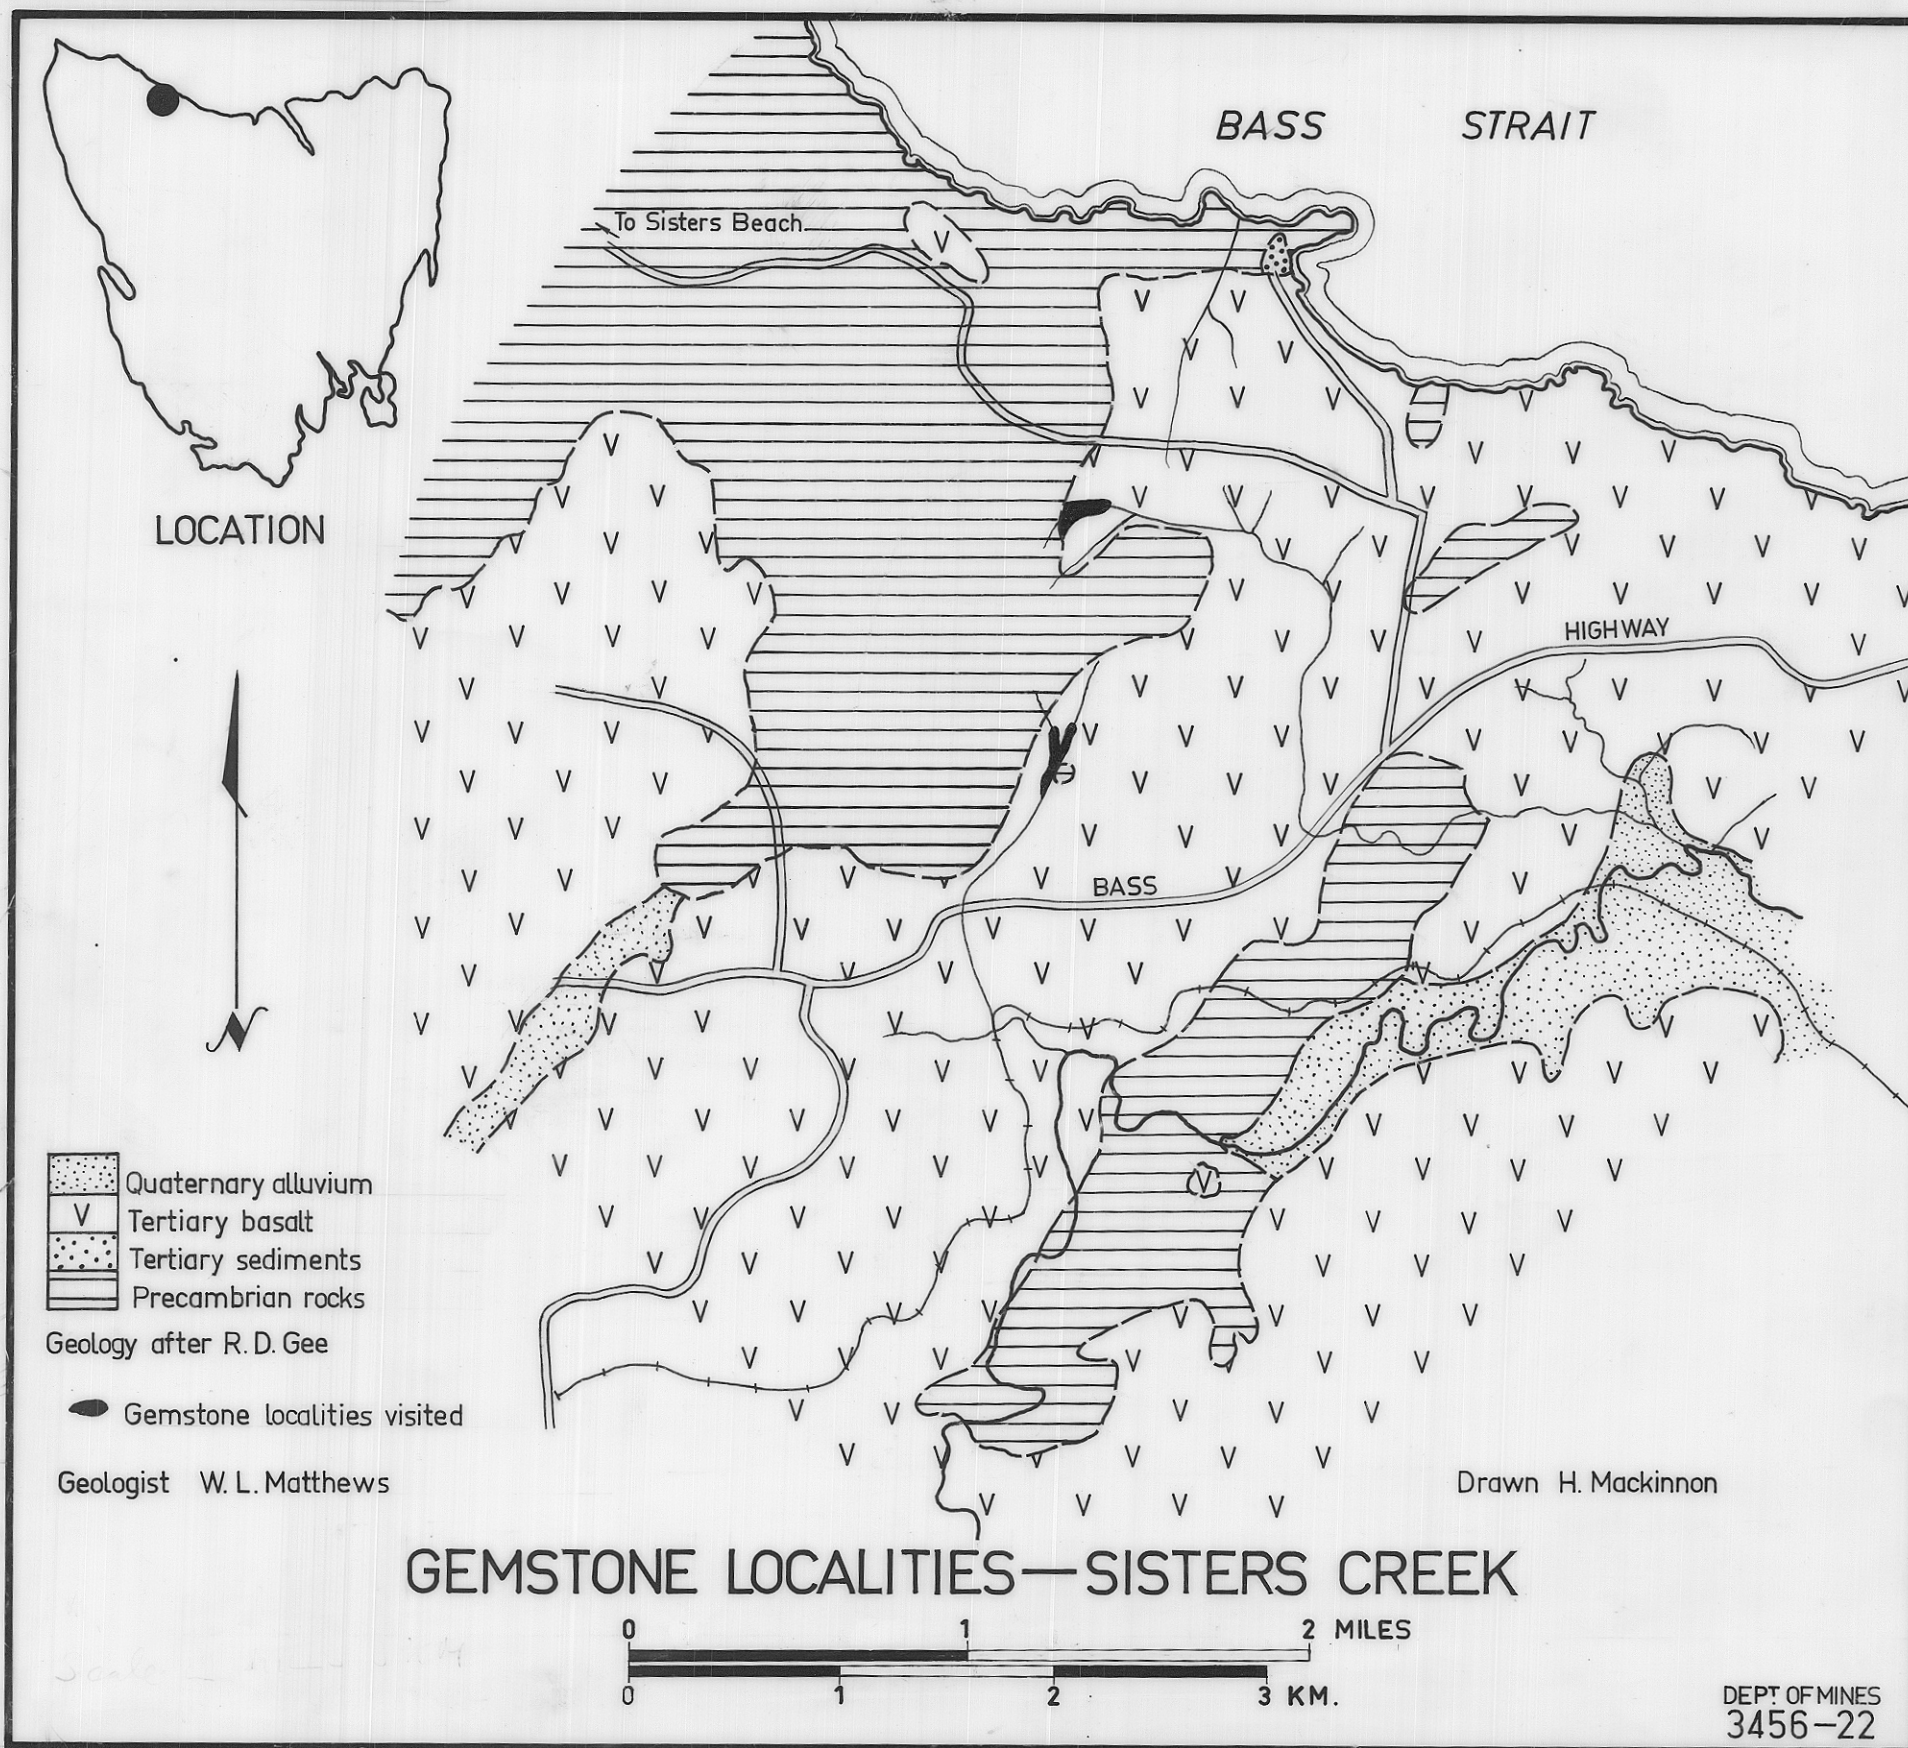 BASS STRAIT
To Sisters Beach
LOCATION
HIGHWAY
BASS
N
Quaternary alluvium
V Tertiary basalt
Tertiary sediments
Precambrian rocks
Geology after R.D. Gee
Gemstone localities visited
Geologist W. L. Matthews
Drawn H. Mackinnon
GEMSTONE LOCALITIES—SISTERS CREEK
0 1 2 MILES
0 1 2 3 KM.
DEPT OF MINES
3456-22